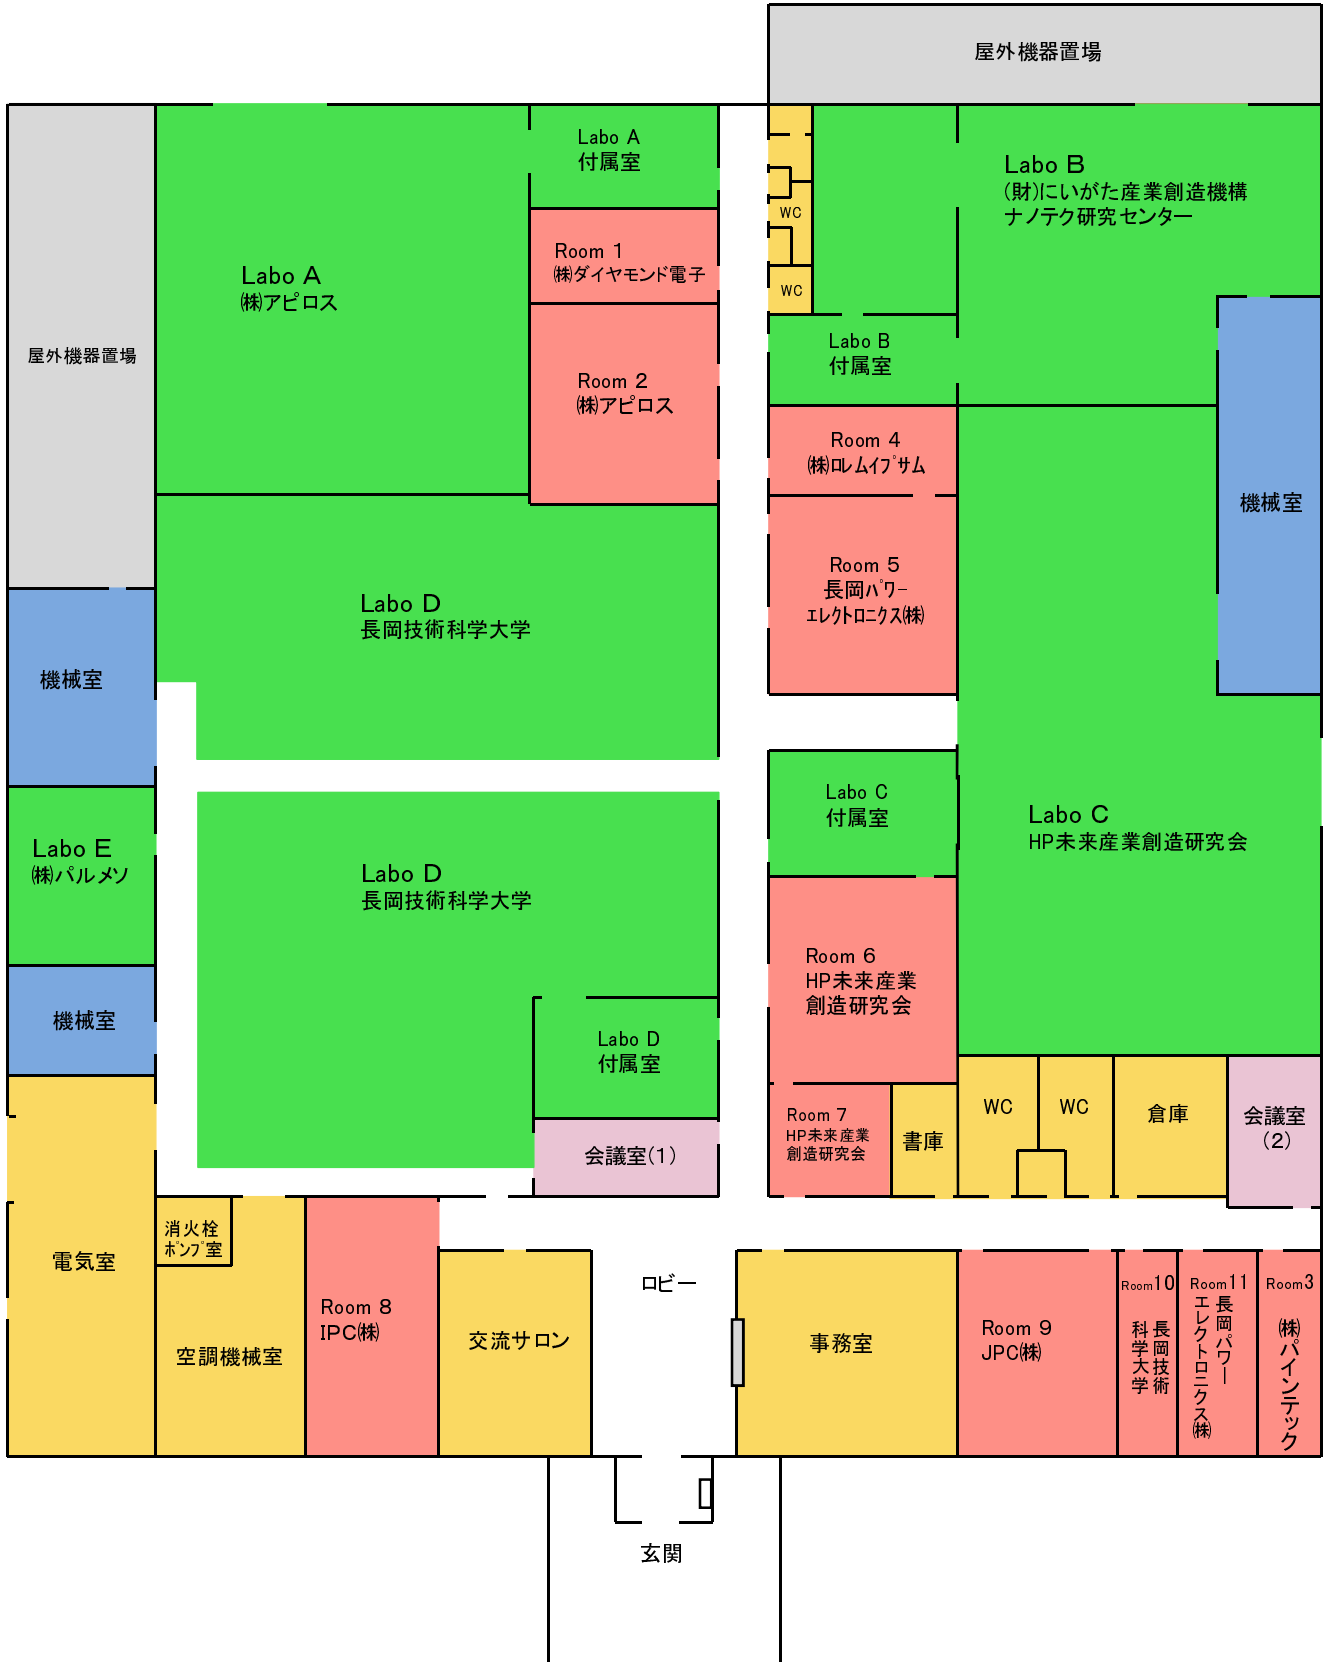 屋外機器置場
Labo A
付属室
Labo B
(財)にいがた産業創造機構
ナノテク研究センター
WC
WC
Room 1
㈱ダイヤモンド電子
Labo A
㈱アピロス
屋外機器置場
Labo B
付属室
Room 2
㈱アピロス
Room 4
㈱ﾛﾚﾑｲﾌﾟｻﾑ
機械室
Room 5
長岡ﾊﾟﾜｰ
ｴﾚｸﾄﾛﾆｸｽ㈱
Labo D
長岡技術科学大学
機械室
Labo C
付属室
Labo C
HP未来産業創造研究会
Labo E
㈱パルメソ
Labo D
長岡技術科学大学
Room 6
HP未来産業
創造研究会
機械室
Labo D
付属室
Room 7
HP未来産業
創造研究会
書庫
WC
WC
倉庫
会議室
(2)
会議室(1)
消火栓
ﾎﾟﾝﾌﾟ室
電気室
空調機械室
Room 8
IPC㈱
交流サロン
ロビー
事務室
Room 9
JPC㈱
Room10
長岡技術
科学大学
Room11
長岡パワー
エレクトロニクス㈱
Room3
㈱パインテック
玄関